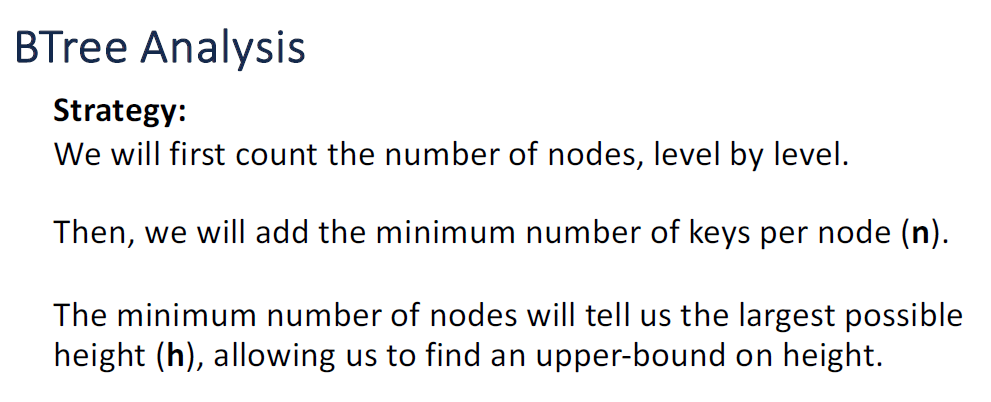 BTree Analysis
Strategy:
We will first count the number of nodes, level by level.
Then, we will add the minimum number of keys per node (n).
The minimum number of nodes will tell us the largest possible
height (h), allowing us to find an upper-bound on height.